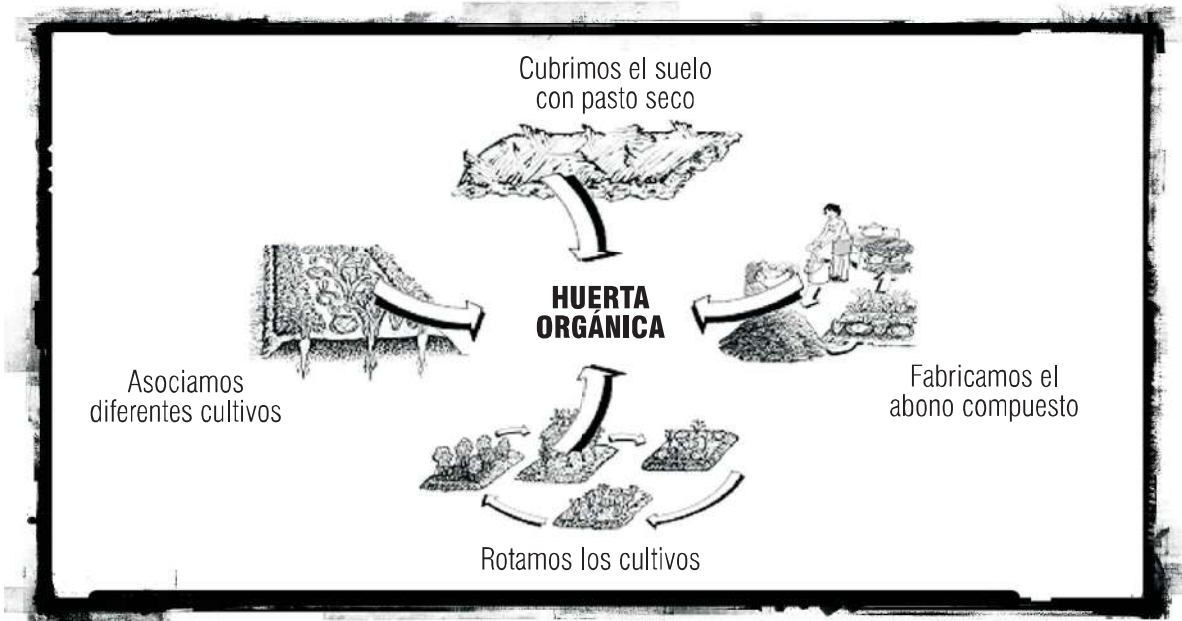 Cubrimos el suelo
con pasto seco
HUERTA
ORGÁNICA
Asociamos
diferentes cultivos
Fabricamos el
abono compuesto
Rotamos los cultivos